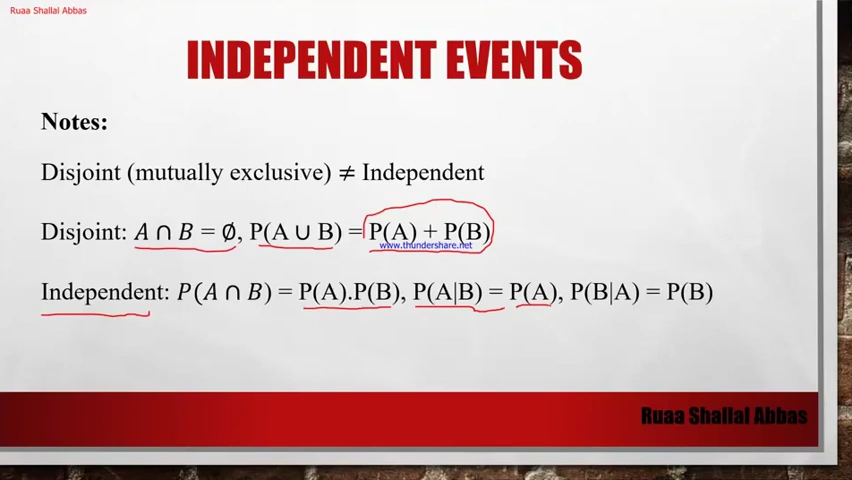 Ruaa Shallal Abbas
INDEPENDENT EVENTS
Notes:
Disjoint (mutually exclusive) ≠ Independent
Disjoint: A ∩ B = ∅, P(A ∪ B) = P(A) + P(B)
www.thundershare.net
Independent: P(A ∩ B) = P(A).P(B), P(A|B) = P(A), P(B|A) = P(B)
Ruaa Shallal Abbas